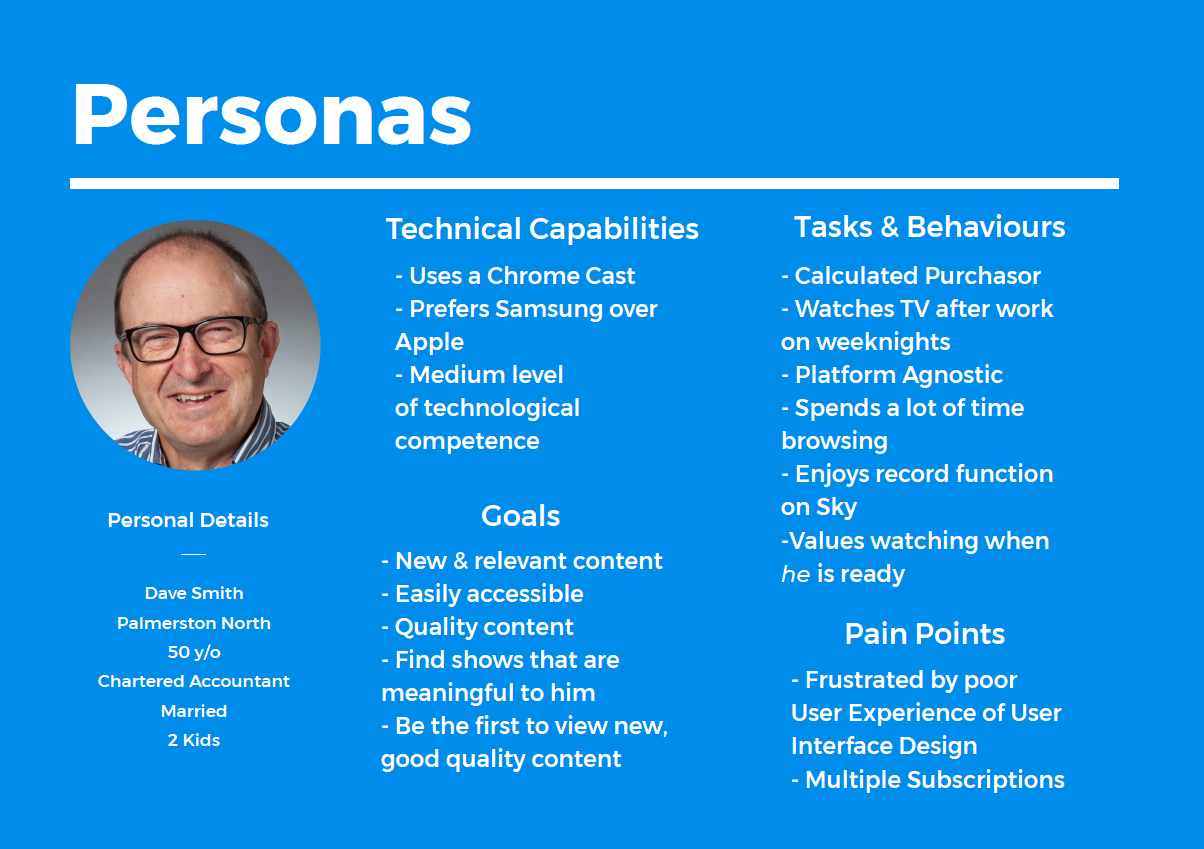 Personas
Personal Details
Dave Smith
Palmerston North
50 y/o
Chartered Accountant
Married
2 Kids
Technical Capabilities
- Uses a Chrome Cast
- Prefers Samsung over
Apple
- Medium level
of technological
competence
Goals
- New & relevant content
- Easily accessible
- Quality content
- Find shows that are
meaningful to him
- Be the first to view new,
good quality content
Tasks & Behaviours
- Calculated Purchasor
- Watches TV after work
on weeknights
- Platform Agnostic
- Spends a lot of time
browsing
- Enjoys record function
on Sky
-Values watching when
he is ready
Pain Points
- Frustrated by poor
User Experience of User
Interface Design
- Multiple Subscriptions